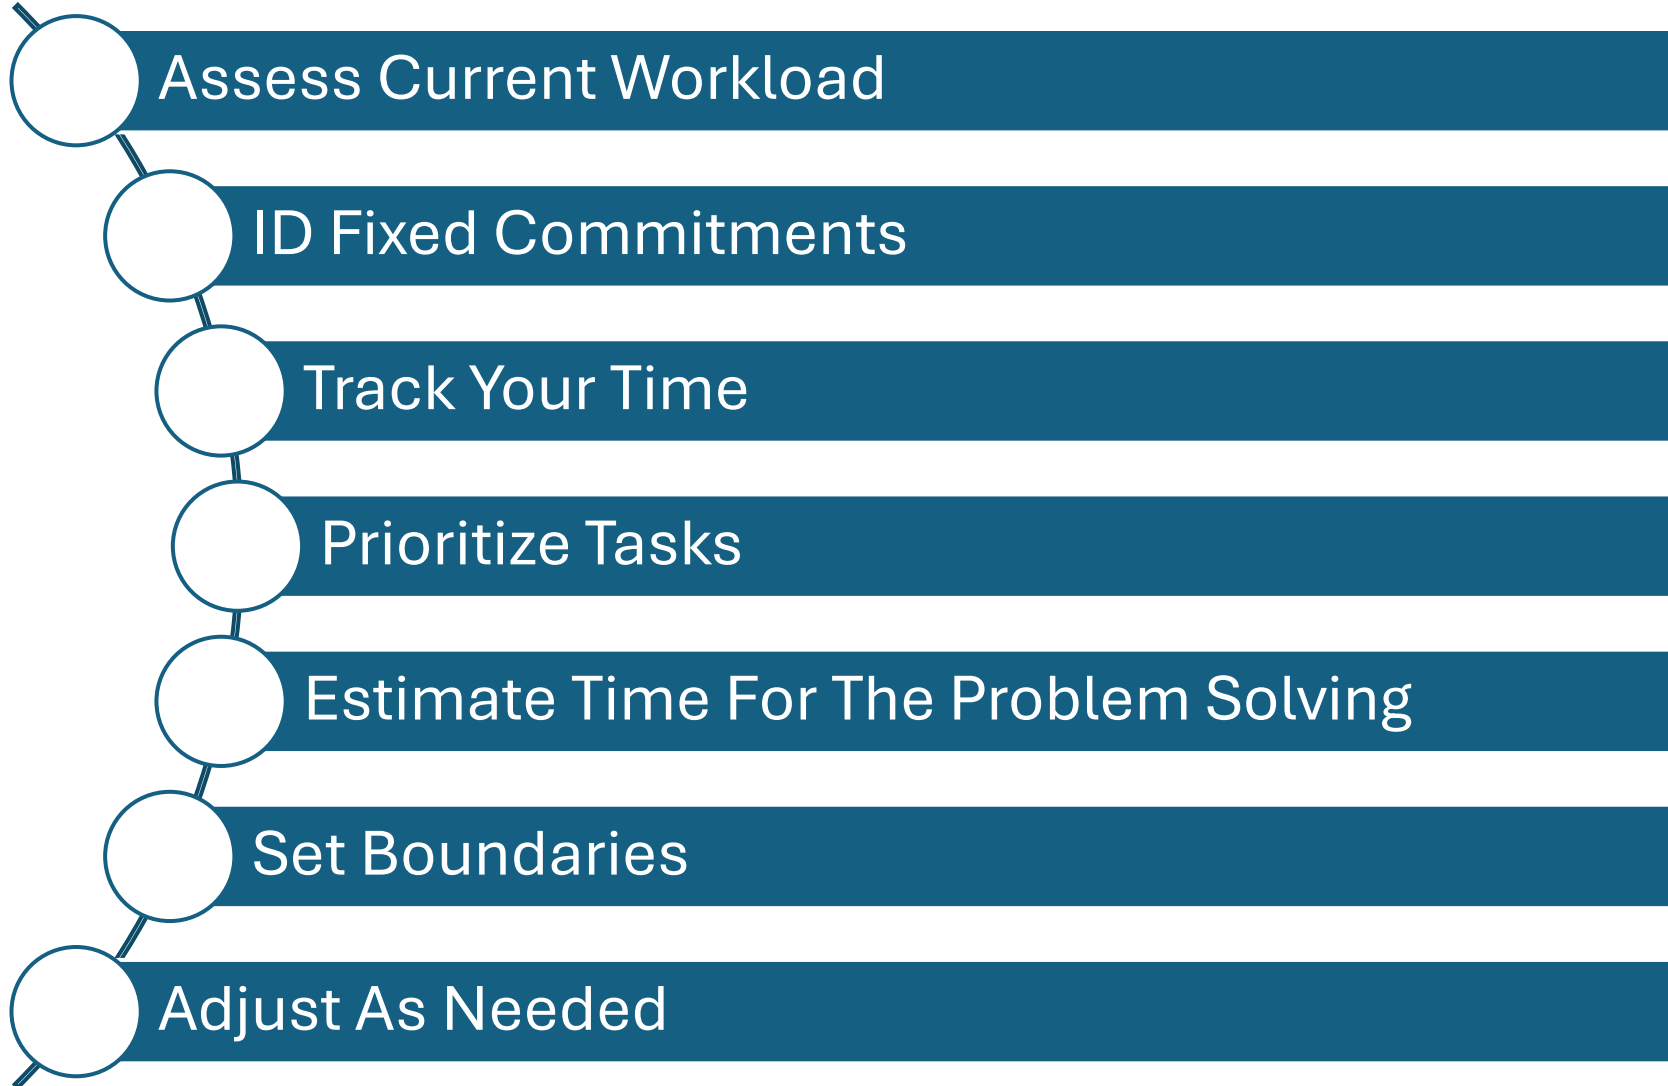 Assess Current Workload
ID Fixed Commitments
Track Your Time
Prioritize Tasks
Estimate Time For The Problem Solving
Set Boundaries
Adjust As Needed